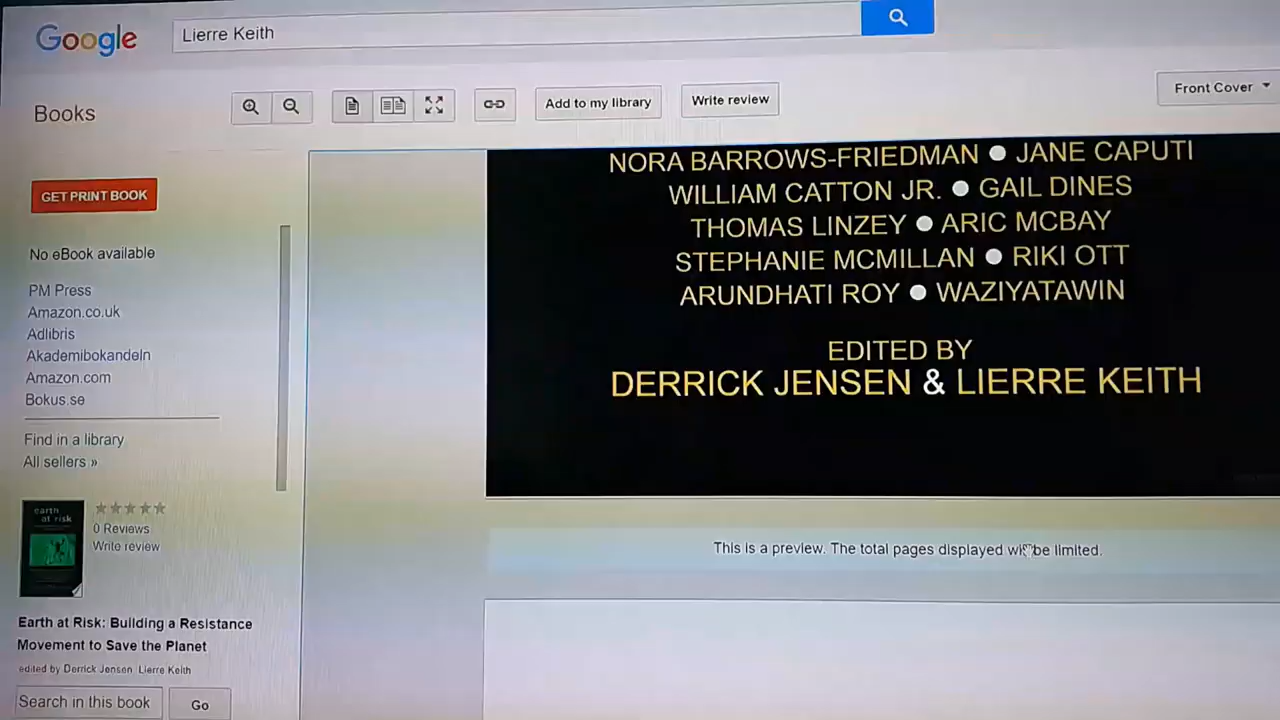 Google
Lierre Keith
Books
Add to my library
Write review
Front Cover
GET PRINT BOOK
No eBook available
PM Press
Amazon.co.uk
Adlibris
Akademibokandeln
Amazon.com
Bokus.se
Find in a library
All sellers »
earth
at risk
0 Reviews
Write review
Earth at Risk: Building a Resistance
Movement to Save the Planet
edited by Derrick Jensen, Lierre Keith
Search in this book
Go
NORA BARROWS-FRIEDMAN ● JANE CAPUTI
WILLIAM CATTON JR. ● GAIL DINES
THOMAS LINZEY ● ARIC MCBAY
STEPHANIE MCMILLAN ● RIKI OTT
ARUNDHATI ROY ● WAZIYATAWIN
EDITED BY
DERRICK JENSEN & LIERRE KEITH
This is a preview. The total pages displayed will be limited.